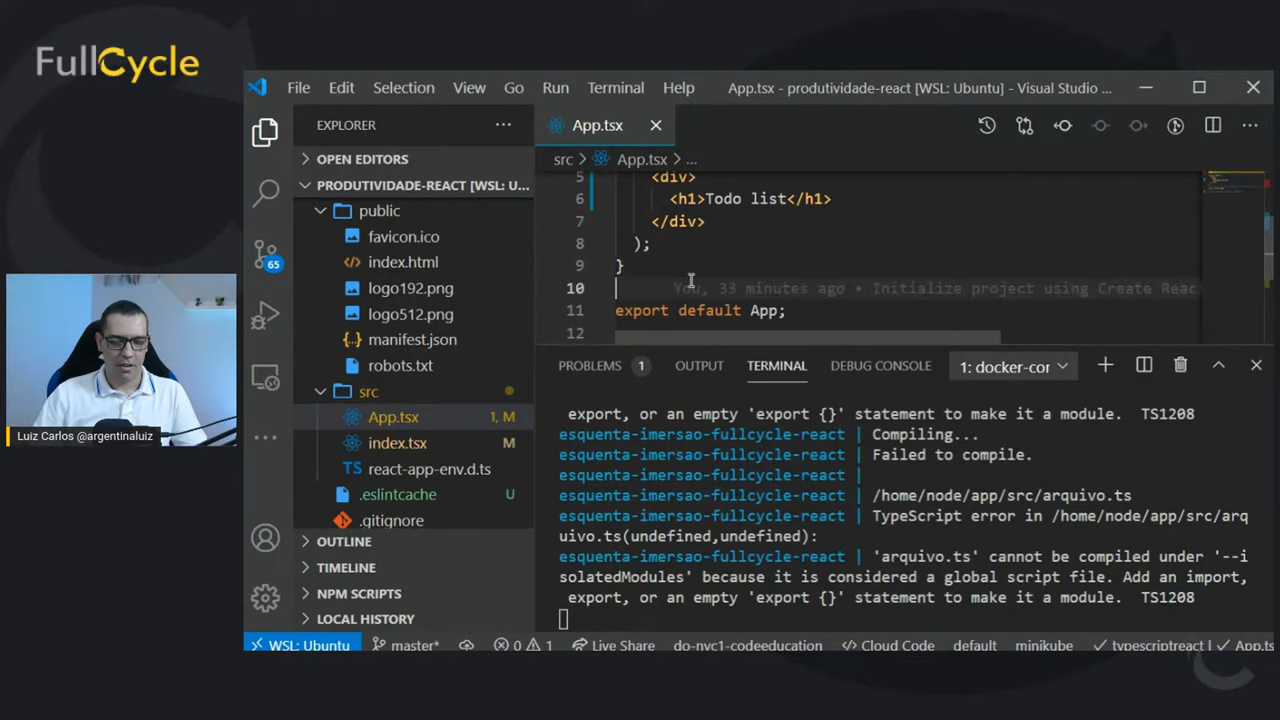 FullCycle
File Edit Selection View Go Run Terminal Help App.tsx - produtividade-react [WSL: Ubuntu] - Visual Studio ...
EXPLORER
OPEN EDITORS
PRODUTIVIDADE-REACT [WSL: U...
public
favicon.ico
index.html
logo192.png
logo512.png
manifest.json
robots.txt
src
App.tsx 1, M
index.tsx M
TS react-app-env.d.ts
.eslintcache U
.gitignore
OUTLINE
TIMELINE
NPM SCRIPTS
LOCAL HISTORY
65
App.tsx
src > App.tsx > ...
5 <div>
6 <h1>Todo list</h1>
7 </div>
8 );
9 }
10 You, 33 minutes ago • Initialize project using Create Reac
11 export default App;
12
PROBLEMS 1 OUTPUT TERMINAL DEBUG CONSOLE 1: docker-cor
export, or an empty 'export {}' statement to make it a module. TS1208
esquenta-imersao-fullcycle-react | Compiling...
esquenta-imersao-fullcycle-react | Failed to compile.
esquenta-imersao-fullcycle-react |
esquenta-imersao-fullcycle-react | /home/node/app/src/arquivo.ts
esquenta-imersao-fullcycle-react | TypeScript error in /home/node/app/src/arq
uivo.ts(undefined,undefined):
esquenta-imersao-fullcycle-react | 'arquivo.ts' cannot be compiled under '--i
solatedModules' because it is considered a global script file. Add an import,
export, or an empty 'export {}' statement to make it a module. TS1208
WSL: Ubuntu master* 0 1 Live Share do-nyc1-codeeducation Cloud Code default minikube typescriptreact | App.ts
Luiz Carlos @argentinaluiz